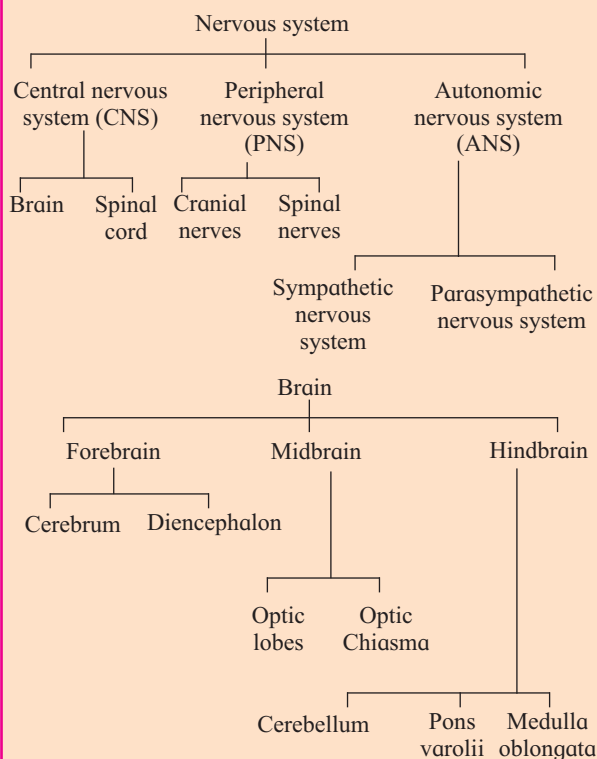 Nervous system
Central nervous
system (CNS)
Peripheral
nervous system
(PNS)
Autonomic
nervous system
(ANS)
Brain
Spinal
cord
Cranial
nerves
Spinal
nerves
Sympathetic
nervous
system
Parasympathetic
nervous system
Brain
Forebrain
Midbrain
Hindbrain
Cerebrum
Diencephalon
Optic
lobes
Optic
Chiasma
Cerebellum
Pons
varolii
Medulla
oblongata